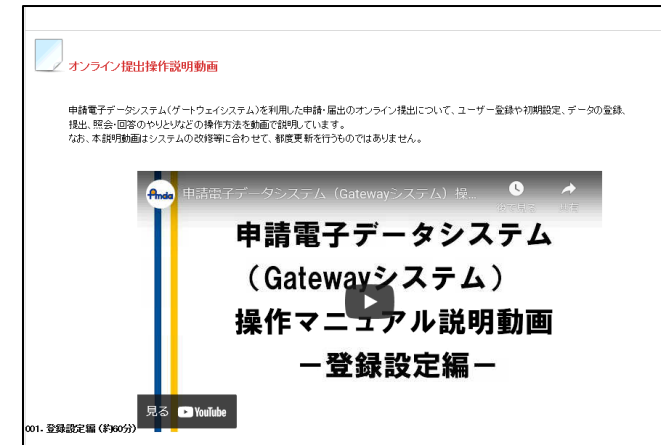 オンライン提出操作説明動画
申請電子データシステム(ゲートウェイシステム)を利用した申請・届出のオンライン提出について、ユーザー登録や初期設定、データの登録、
提出、照会・回答のやりとりなどの操作方法を動画で説明しています。
なお、本説明動画はシステムの改修等に合わせて、都度更新を行うものではありません。
Pmda 申請電子データシステム（Gatewayシステム）操...
後で見る 共有
申請電子データシステム
（Gatewayシステム）
操作マニュアル説明動画
－登録設定編－
見る YouTube
001. 登録設定編 (約60分)